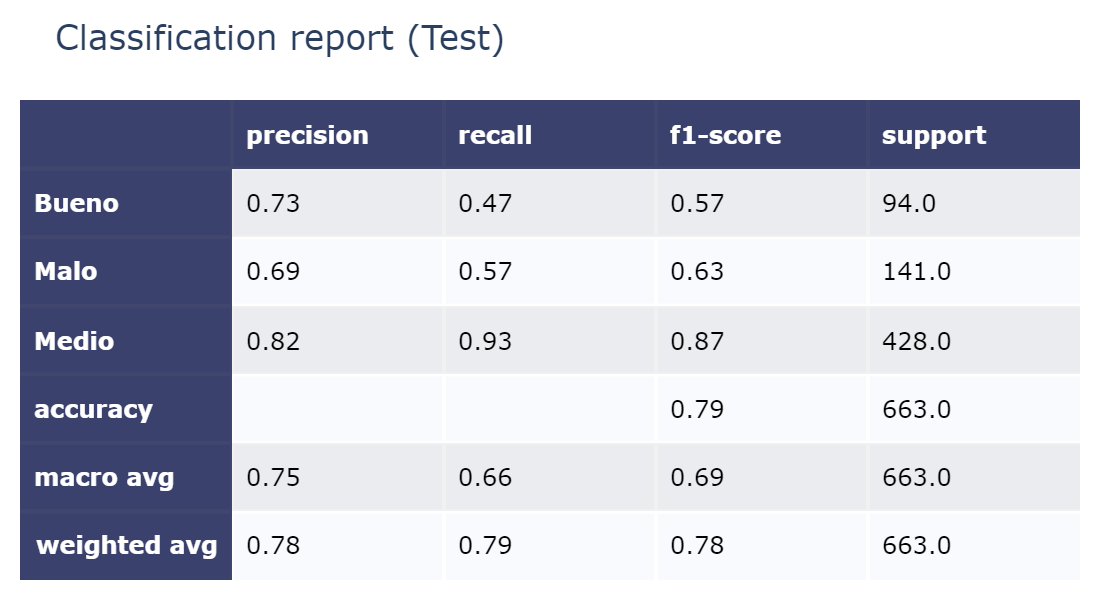 Classification report (Test)
precision recall f1-score support
Bueno 0.73 0.47 0.57 94.0
Malo 0.69 0.57 0.63 141.0
Medio 0.82 0.93 0.87 428.0
accuracy 0.79 663.0
macro avg 0.75 0.66 0.69 663.0
weighted avg 0.78 0.79 0.78 663.0